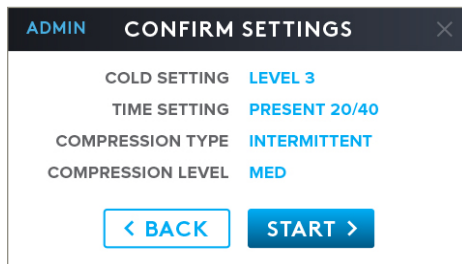 ADMIN CONFIRM SETTINGS
COLD SETTING LEVEL 3
TIME SETTING PRESENT 20/40
COMPRESSION TYPE INTERMITTENT
COMPRESSION LEVEL MED
< BACK START >